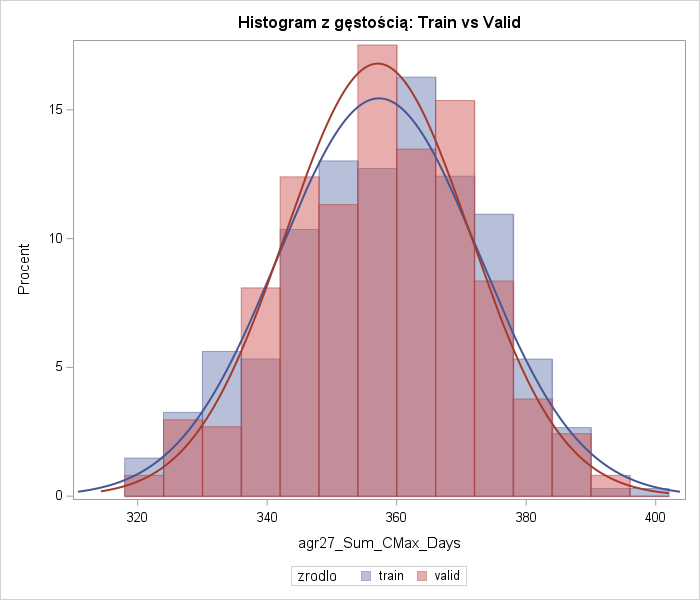 Histogram z gęstością: Train vs Valid
15
10
5
0
Procent
320 340 360 380 400
agr27_Sum_CMax_Days
zrodlo train valid